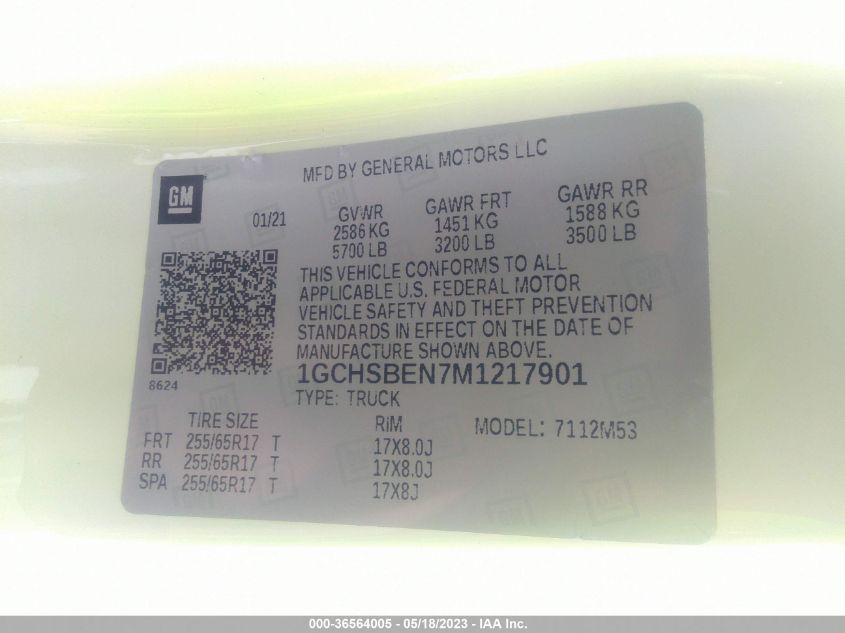 MFD BY GENERAL MOTORS LLC
GM
01/21
GVWR GAWR FRT GAWR RR
2586 KG 1451 KG 1588 KG
5700 LB 3200 LB 3500 LB
THIS VEHICLE CONFORMS TO ALL
APPLICABLE U.S. FEDERAL MOTOR
VEHICLE SAFETY AND THEFT PREVENTION
STANDARDS IN EFFECT ON THE DATE OF
MANUFACTURE SHOWN ABOVE.
8624
1GCHSBEN7M1217901
TYPE: TRUCK
TIRE SIZE RIM MODEL: 7112M53
FRT 255/65R17 T 17X8.0J
RR 255/65R17 T 17X8.0J
SPA 255/65R17 T 17X8J
000-36564005 - 05/18/2023 - IAA Inc.